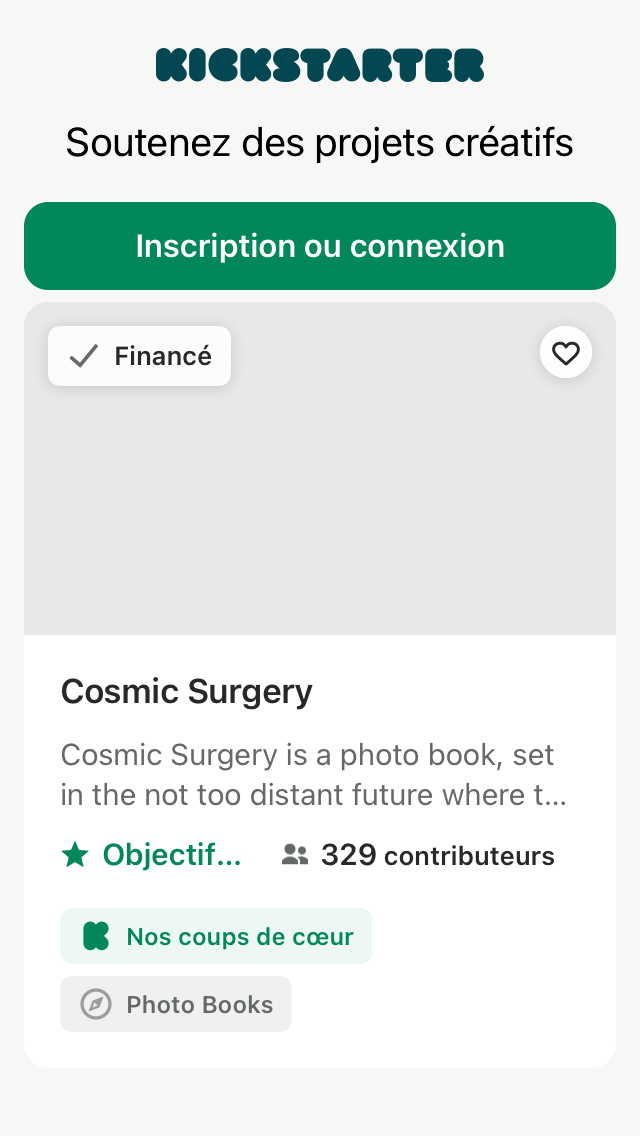 KICKSTARTER
Soutenez des projets créatifs
Inscription ou connexion
Financé
Cosmic Surgery
Cosmic Surgery is a photo book, set
in the not too distant future where t...
Objectif...
329 contributeurs
Nos coups de cœur
Photo Books